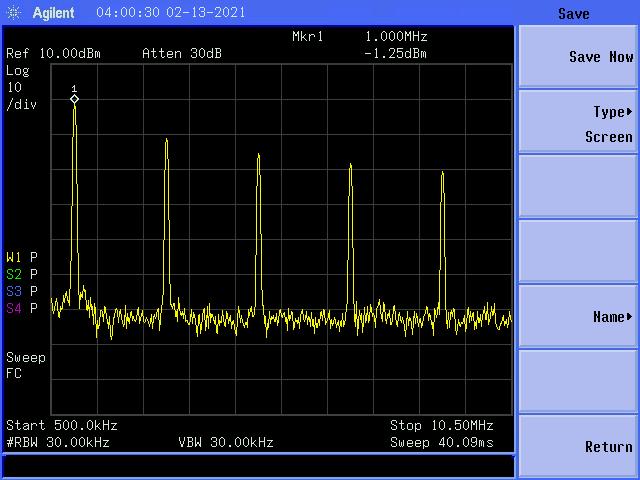 Agilent 04:00:30 02-13-2021 Save
Mkr1 1.000MHz
Ref 10.00dBm Atten 30dB -1.25dBm
Save Now
Log
10
/div
1
Type▸
Screen
W1 P
S2 P
S3 P
S4 P
Name▸
Sweep
FC
Start 500.0kHz Stop 10.50MHz
#RBW 30.00kHz VBW 30.00kHz Sweep 40.09ms
Return